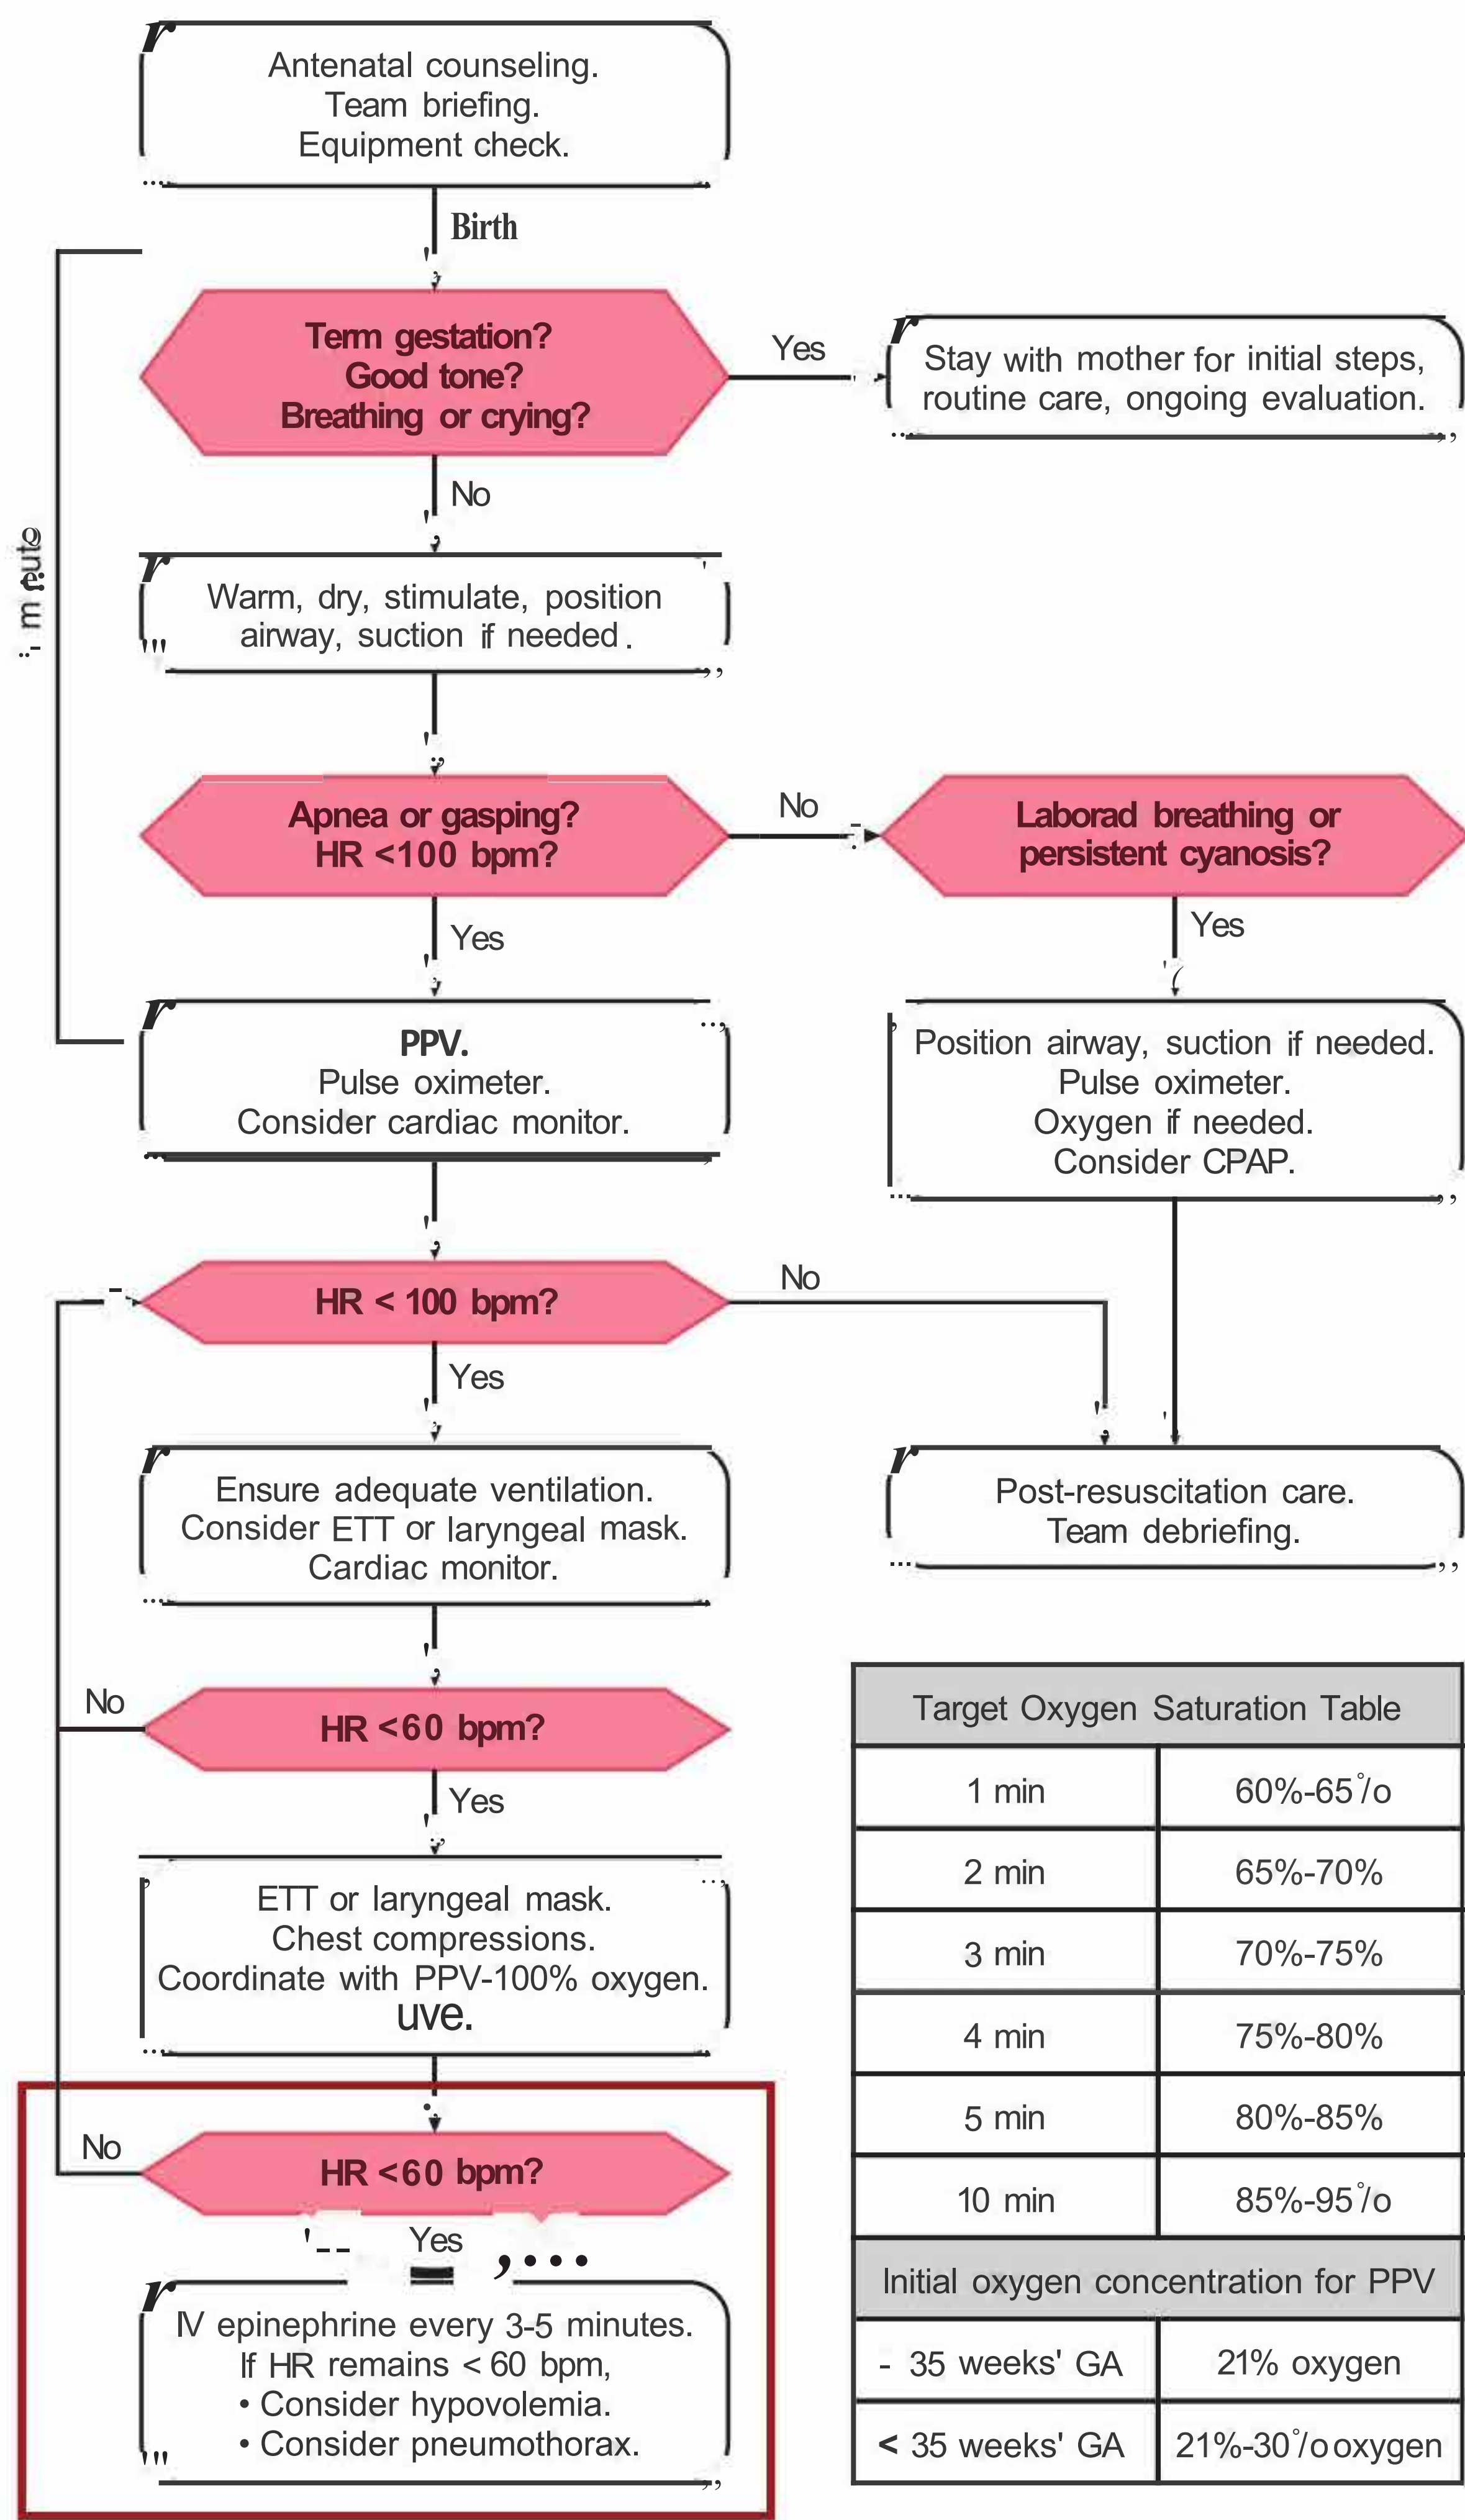 Antenatal counseling.
Team briefing.
Equipment check.
Birth
Term gestation?
Good tone?
Breathing or crying?
Yes
Stay with mother for initial steps,
routine care, ongoing evaluation.
No
Warm, dry, stimulate, position
airway, suction if needed.
Apnea or gasping?
HR <100 bpm?
No
Laborad breathing or
persistent cyanosis?
Yes
Yes
PPV.
Pulse oximeter.
Consider cardiac monitor.
Position airway, suction if needed.
Pulse oximeter.
Oxygen if needed.
Consider CPAP.
HR < 100 bpm?
No
Yes
Ensure adequate ventilation.
Consider ETT or laryngeal mask.
Cardiac monitor.
Post-resuscitation care.
Team debriefing.
No
HR <60 bpm?
Yes
ETT or laryngeal mask.
Chest compressions.
Coordinate with PPV-100% oxygen.
uve.
No
HR <60 bpm?
Yes
IV epinephrine every 3-5 minutes.
If HR remains < 60 bpm,
• Consider hypovolemia.
• Consider pneumothorax.
Target Oxygen Saturation Table
1 min 60%-65°/o
2 min 65%-70%
3 min 70%-75%
4 min 75%-80%
5 min 80%-85%
10 min 85%-95°/o
Initial oxygen concentration for PPV
- 35 weeks' GA 21% oxygen
< 35 weeks' GA 21%-30°/o oxygen